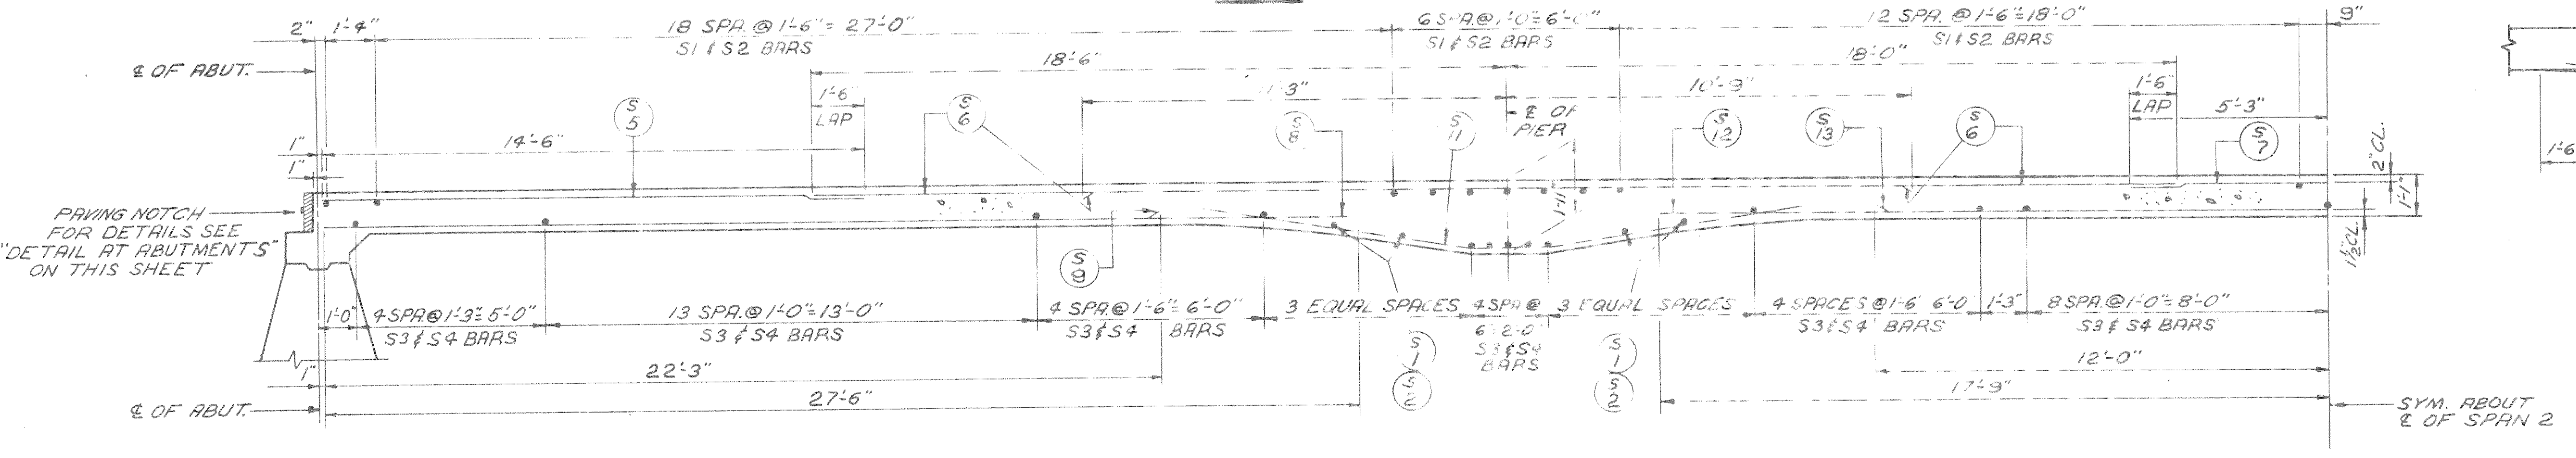 2" 1'-4" 18 SPA. @ 1'-6" = 27'-0" 6 SPA. @ 1'-0" = 6'-0" 12 SPA. @ 1'-6" = 18'-0" 9"
S1 & S2 BARS S1 & S2 BARS S1 & S2 BARS
℄ OF ABUT. 18'-6" 18'-0"
1'-6" 10'-9" 1'-6"
LAP LAP 5'-3"
S 5
S 6
S 8
S 11
℄ OF
PIER
S 12
S 13
S 6
S 7
1" 14'-6"
1"
2" CL.
1'-1"
1½" CL.
1'-11"
1'-6
PAVING NOTCH
FOR DETAILS SEE
"DETAIL AT ABUTMENTS"
ON THIS SHEET
S 9
1'-0" 4 SPA. @ 1'-3" = 5'-0" 13 SPA. @ 1'-0" = 13'-0" 4 SPA. @ 1'-6" = 6'-0" 3 EQUAL SPACES 4 SPA @ 3 EQUAL SPACES 4 SPACES @ 1'-6" 6'-0 1'-3" 8 SPA. @ 1'-0" = 8'-0"
S3 & S4 BARS S3 & S4 BARS S3 & S4 BARS S3 & S4 BARS S3 & S4 BARS
6 2'-0"
S3 & S4
BARS
S 1
S 2
S 1
S 2
1" 22'-3" 12'-0"
27'-6" 17'-9"
℄ OF ABUT.
SYM. ABOUT
℄ OF SPAN 2